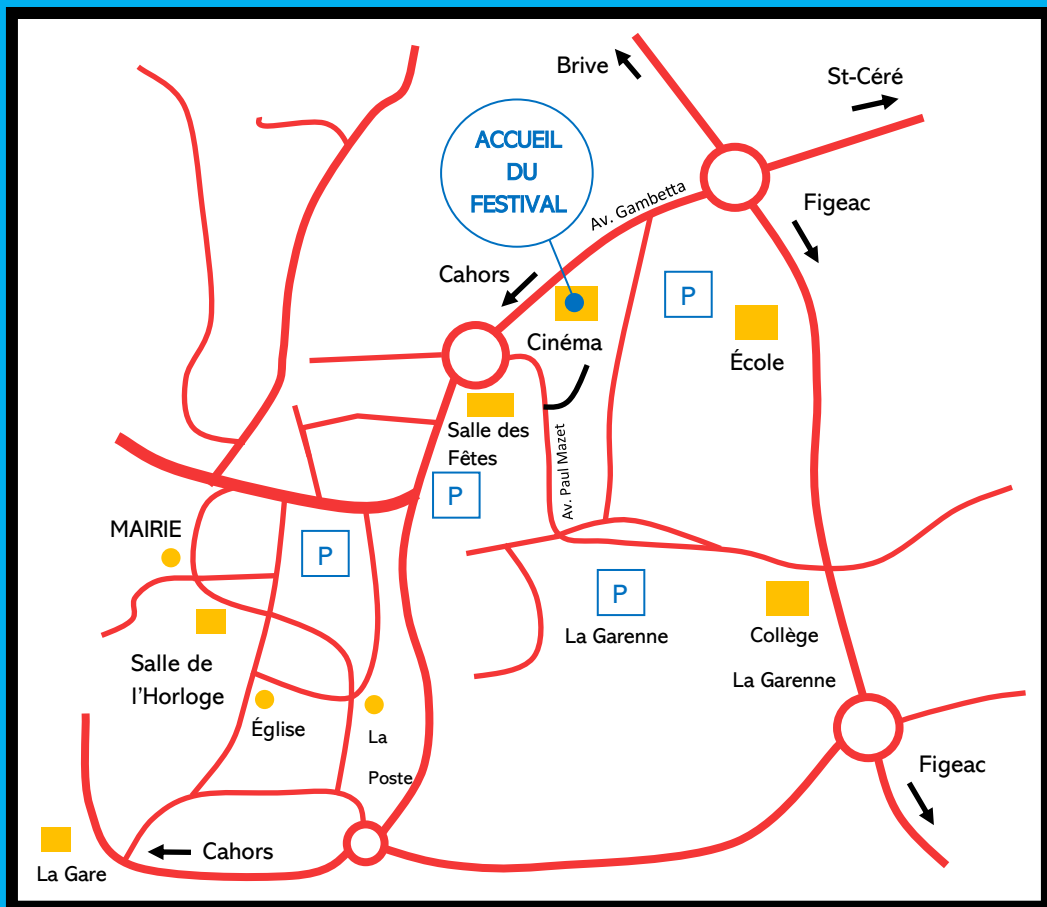 Brive
St-Céré
ACCUEIL
DU
FESTIVAL
Av. Gambetta
Figeac
Cahors
P
Cinéma
École
Salle des
Fêtes
Av. Paul Mazet
P
MAIRIE
P
P
La Garenne
Collège
La Garenne
Salle de
l'Horloge
Église
La
Poste
Figeac
Cahors
La Gare